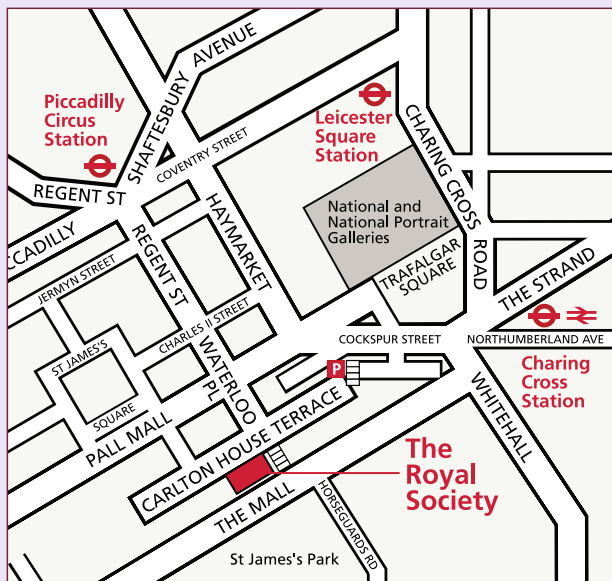 SHAFTESBURY AVENUE
Piccadilly
Circus
Station
Leicester
Square
Station
CHARING CROSS
ROAD
COVENTRY STREET
REGENT ST
CCADILLY
HAYMARKET
National and
National Portrait
Galleries
TRAFALGAR
SQUARE
REGENT ST
JERMYN STREET
THE STRAND
CHARLES II STREET
COCKSPUR STREET
NORTHUMBERLAND AVE
ST JAMES'S
SQUARE
WATERLOO
PL
P
Charing
Cross
Station
WHITEHALL
PALL MALL
CARLTON HOUSE TERRACE
The
Royal
Society
THE MALL
HORSEGUARDS RD
St James's Park